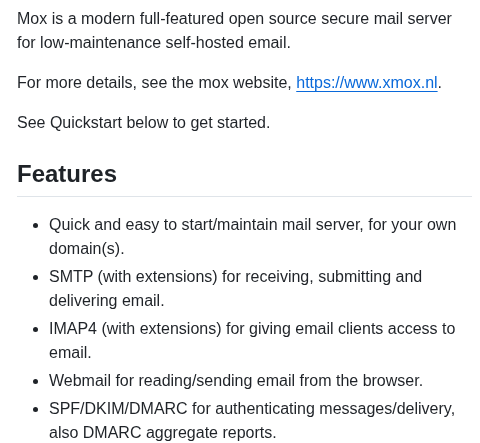 Mox is a modern full-featured open source secure mail server
for low-maintenance self-hosted email.
For more details, see the mox website, https://www.xmox.nl.
See Quickstart below to get started.
Features
• Quick and easy to start/maintain mail server, for your own
domain(s).
• SMTP (with extensions) for receiving, submitting and
delivering email.
• IMAP4 (with extensions) for giving email clients access to
email.
• Webmail for reading/sending email from the browser.
• SPF/DKIM/DMARC for authenticating messages/delivery,
also DMARC aggregate reports.